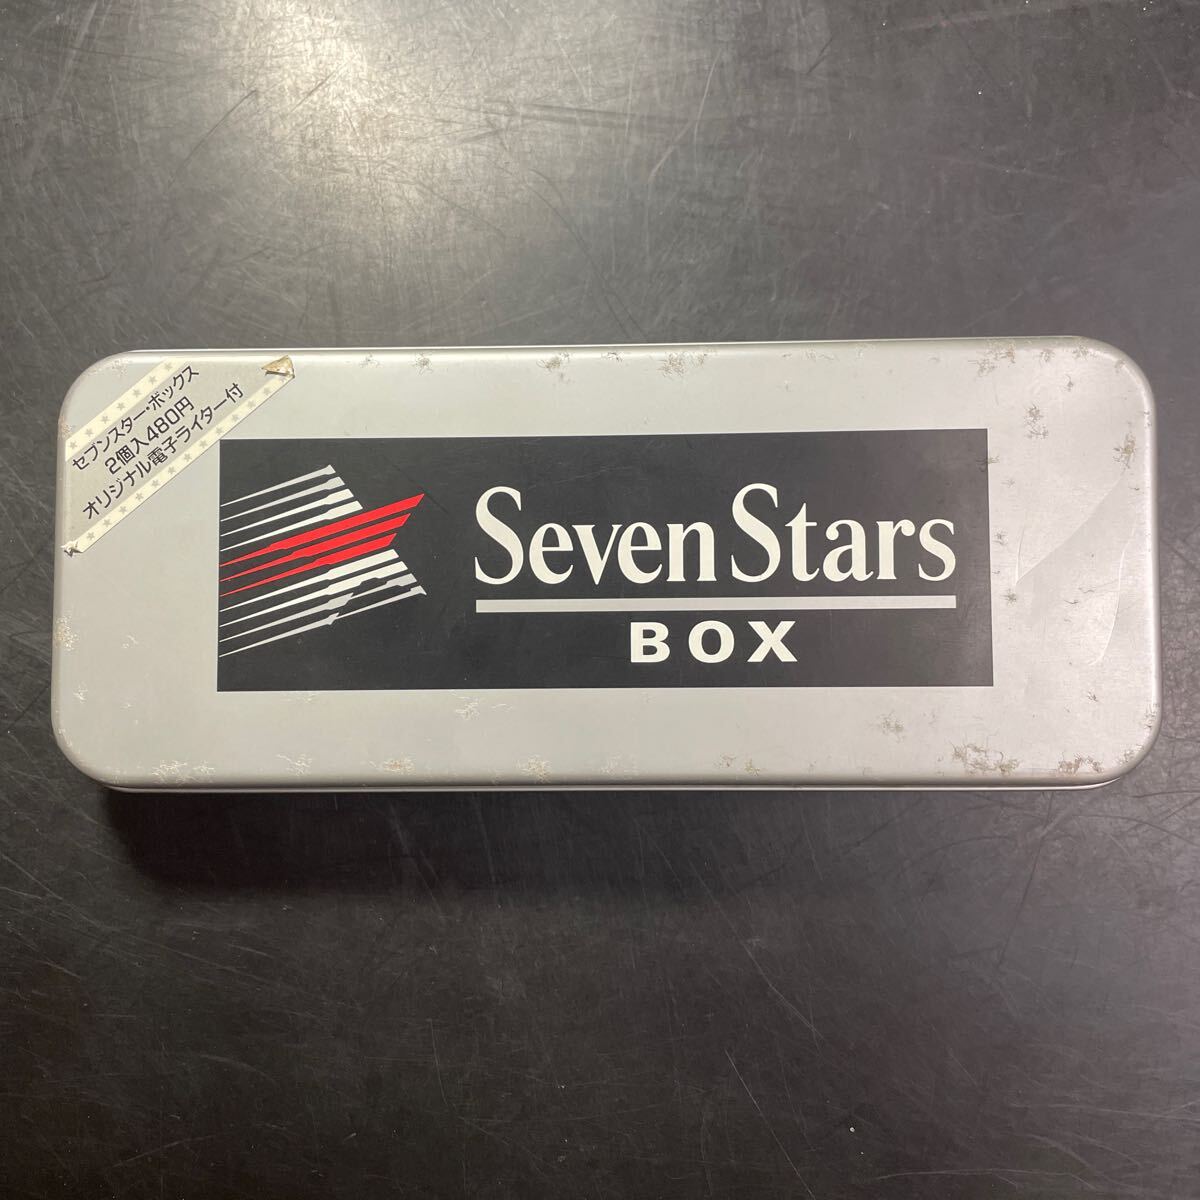 セブンスター・ボックス
2個入480円
オリジナル電子ライター付
Seven Stars
BOX